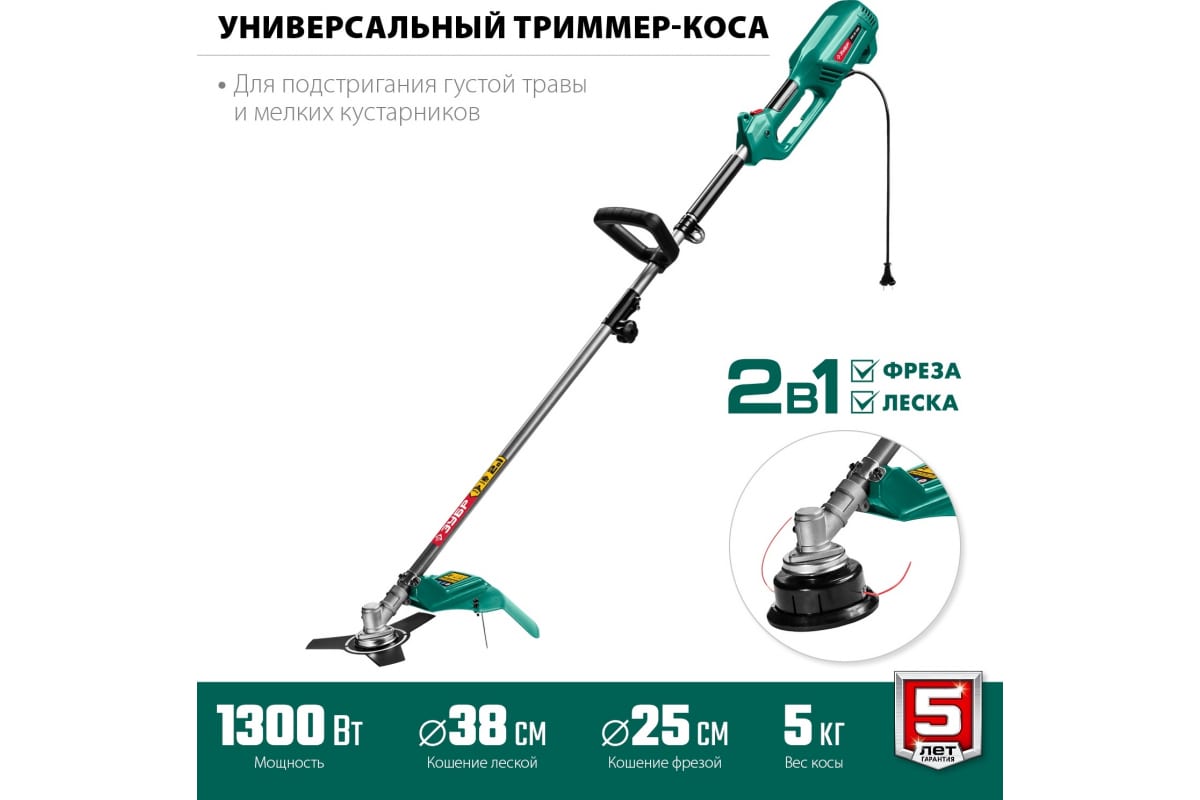 УНИВЕРСАЛЬНЫЙ ТРИММЕР-КОСА
• Для подстригания густой травы
и мелких кустарников
2в1
ФРЕЗА
ЛЕСКА
ЗУБР
1300 Вт
Мощность
⌀38 СМ
Кошение леской
⌀25 СМ
Кошение фрезой
5 КГ
Вес косы
5
ЛЕТ
ГАРАНТИЯ